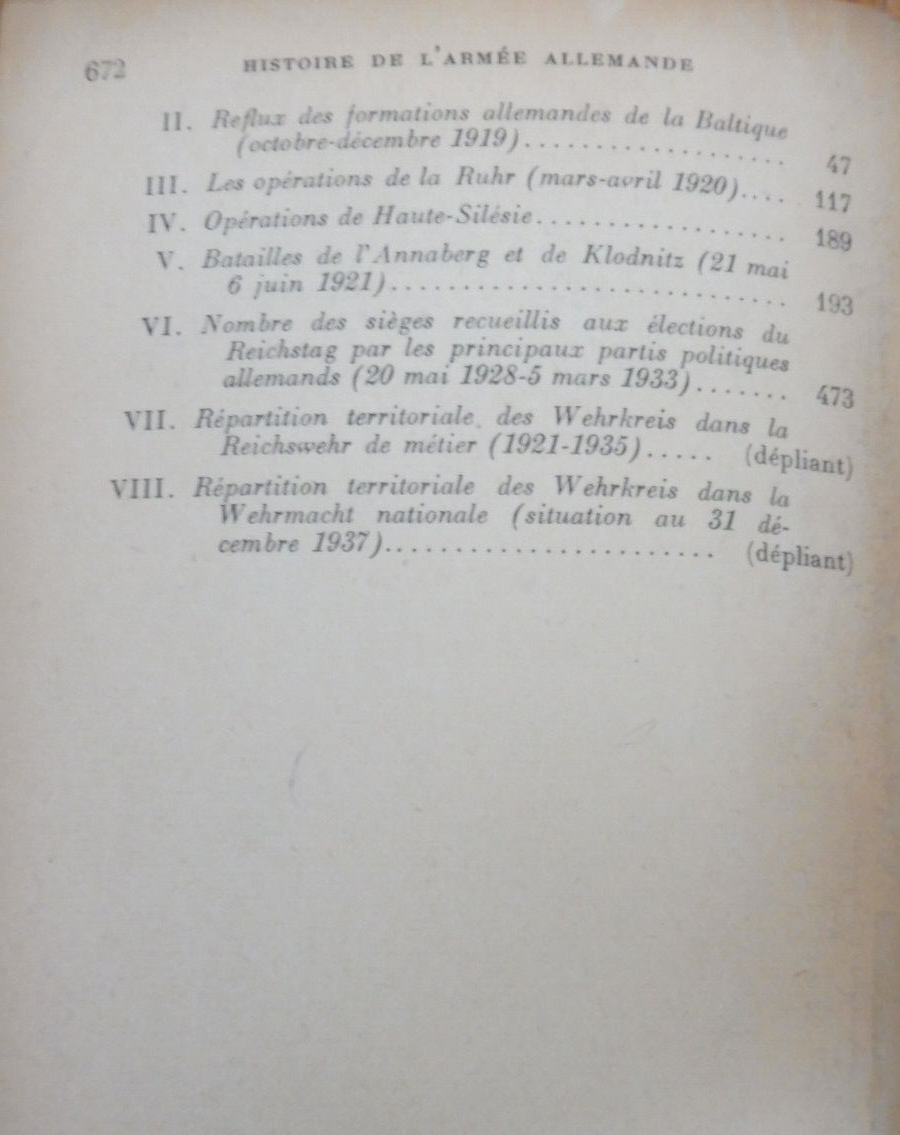 672 HISTOIRE DE L'ARMÉE ALLEMANDE
II. Reflux des formations allemandes de la Baltique
(octobre-décembre 1919)................... 47
III. Les opérations de la Ruhr (mars-avril 1920).... 117
IV. Opérations de Haute-Silésie.................. 189
V. Batailles de l'Annaberg et de Klodnitz (21 mai
6 juin 1921)............................. 193
VI. Nombre des sièges recueillis aux élections du
Reichstag par les principaux partis politiques
allemands (20 mai 1928-5 mars 1933)....... 473
VII. Répartition territoriale des Wehrkreis dans la
Reichswehr de métier (1921-1935)..... (dépliant)
VIII. Répartition territoriale des Wehrkreis dans la
Wehrmacht nationale (situation au 31 dé-
cembre 1937)........................ (dépliant)